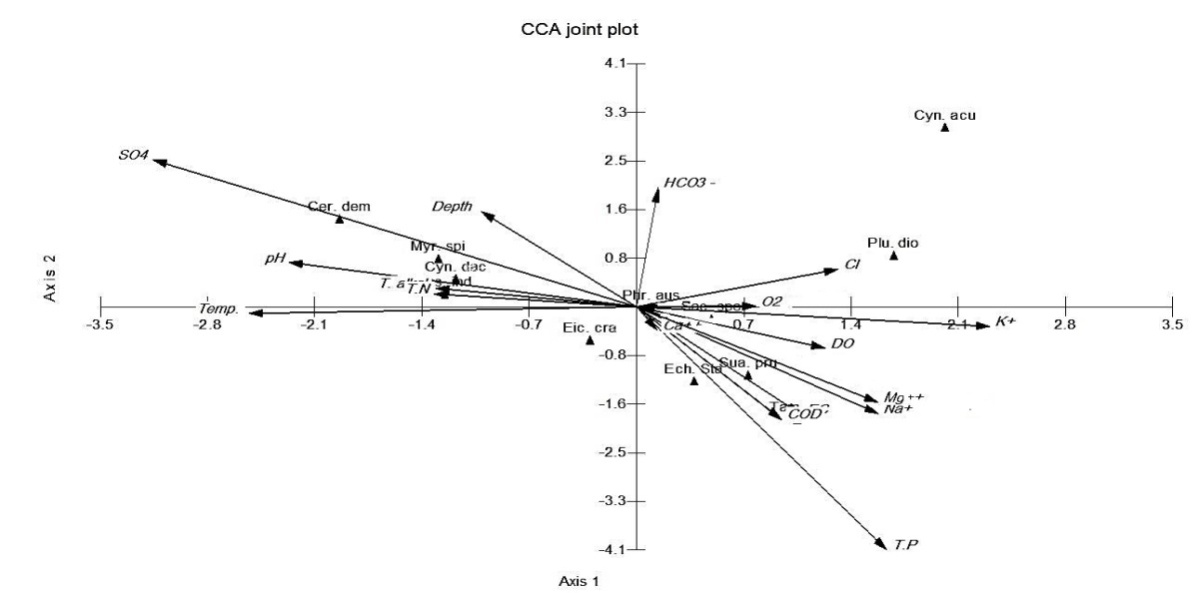 CCA joint plot
4.1
3.3
Cyn. acu
2.5
SO4
HCO3 -
1.6
Cer. dem
Depth
Plu. dio
Myr. spi
0.8
pH
Cl
Cyn. dac
T.N
Phr. aus
O2
Temp.
K+
-3.5
-2.8
-2.1
-1.4
-0.7
Ca+
0.7
1.4
2.1
2.8
3.5
Eic. cra
DO
-0.8
Ech. Sta
Sua. pru
Mg++
-1.6
COD
Na+
-2.5
-3.3
-4.1
T.P
Axis 1
Axis 2